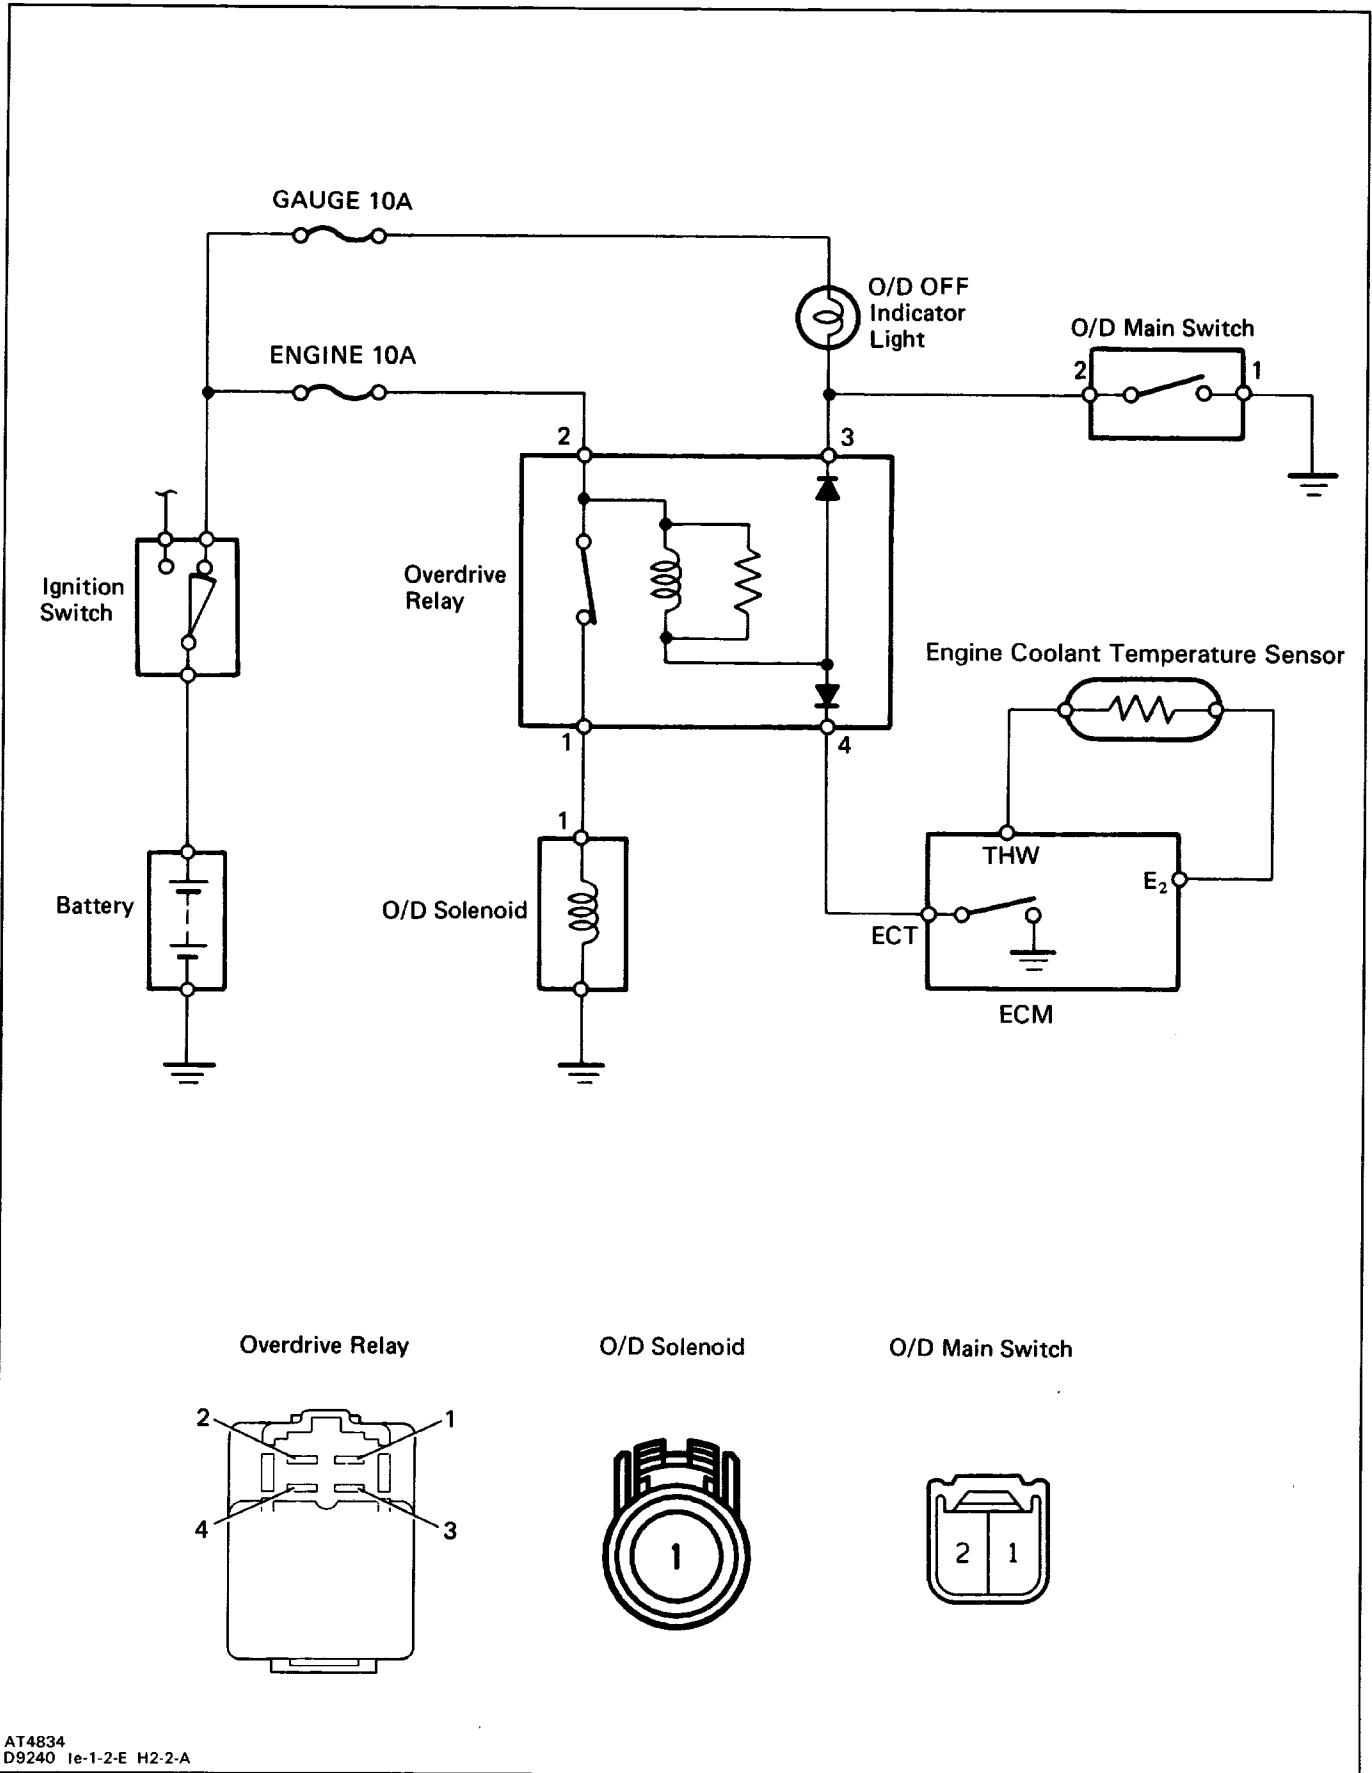 GAUGE 10A
O/D OFF
Indicator
Light
O/D Main Switch
2
1
ENGINE 10A
2
3
Ignition
Switch
Overdrive
Relay
Engine Coolant Temperature Sensor
1
4
1
THW
E2
Battery
O/D Solenoid
ECT
ECM
Overdrive Relay
O/D Solenoid
O/D Main Switch
2
1
4
3
1
2
1
AT4834
D9240 Ie-1-2-E H2-2-A